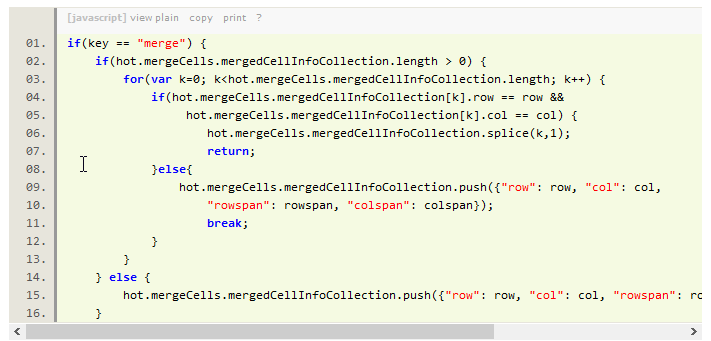 [javascript] view plain copy print ?
01. if(key == "merge") {
02. if(hot.mergeCells.mergedCellInfoCollection.length > 0) {
03. for(var k=0; k<hot.mergeCells.mergedCellInfoCollection.length; k++) {
04. if(hot.mergeCells.mergedCellInfoCollection[k].row == row &&
05. hot.mergeCells.mergedCellInfoCollection[k].col == col) {
06. hot.mergeCells.mergedCellInfoCollection.splice(k,1);
07. return;
08. }else{
09. hot.mergeCells.mergedCellInfoCollection.push({"row": row, "col": col,
10. "rowspan": rowspan, "colspan": colspan});
11. break;
12. }
13. }
14. } else {
15. hot.mergeCells.mergedCellInfoCollection.push({"row": row, "col": col, "rowspan":
16. }